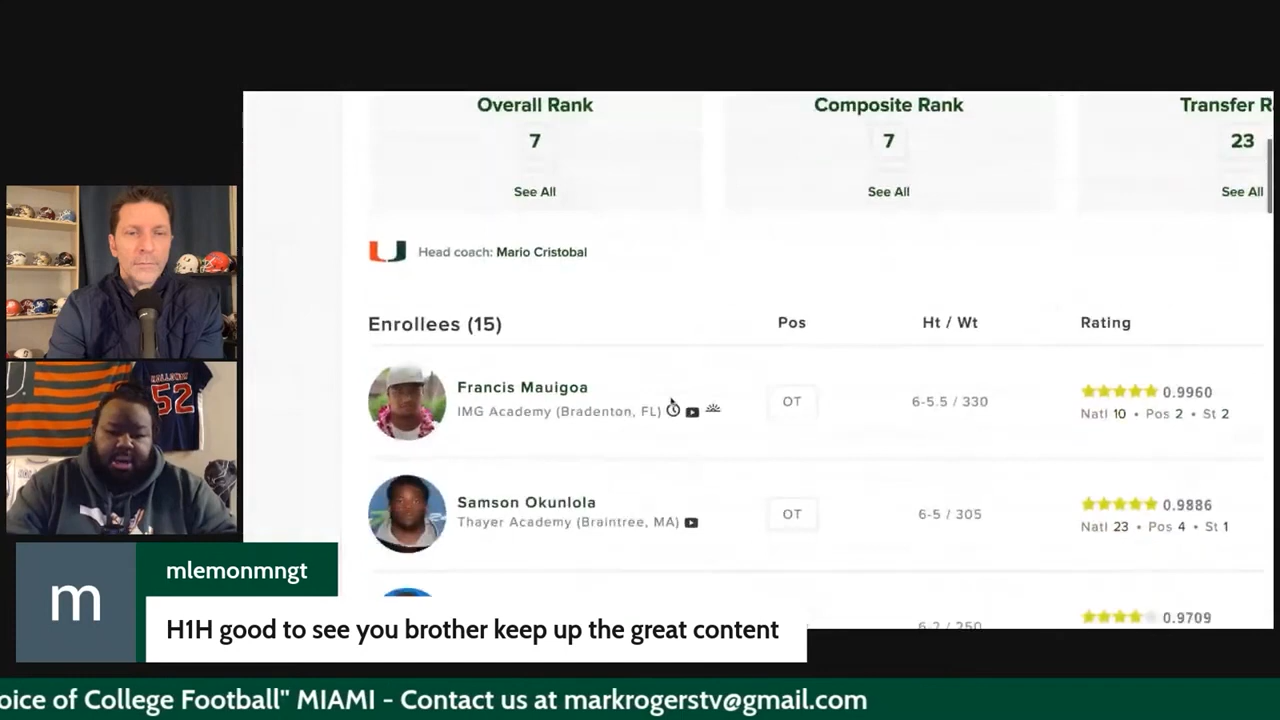 Overall Rank
7
See All
Composite Rank
7
See All
Transfer R
23
See All
Head coach: Mario Cristobal
Enrollees (15)
Pos
Ht / Wt
Rating
Francis Mauigoa
IMG Academy (Bradenton, FL)
OT
6-5.5 / 330
0.9960
Natl 10 • Pos 2 • St 2
Samson Okunlola
Thayer Academy (Braintree, MA)
OT
6-5 / 305
0.9886
Natl 23 • Pos 4 • St 1
6-2 / 250
0.9709
52
m
mlemonmngt
H1H good to see you brother keep up the great content
oice of College Football" MIAMI - Contact us at markrogerstv@gmail.com